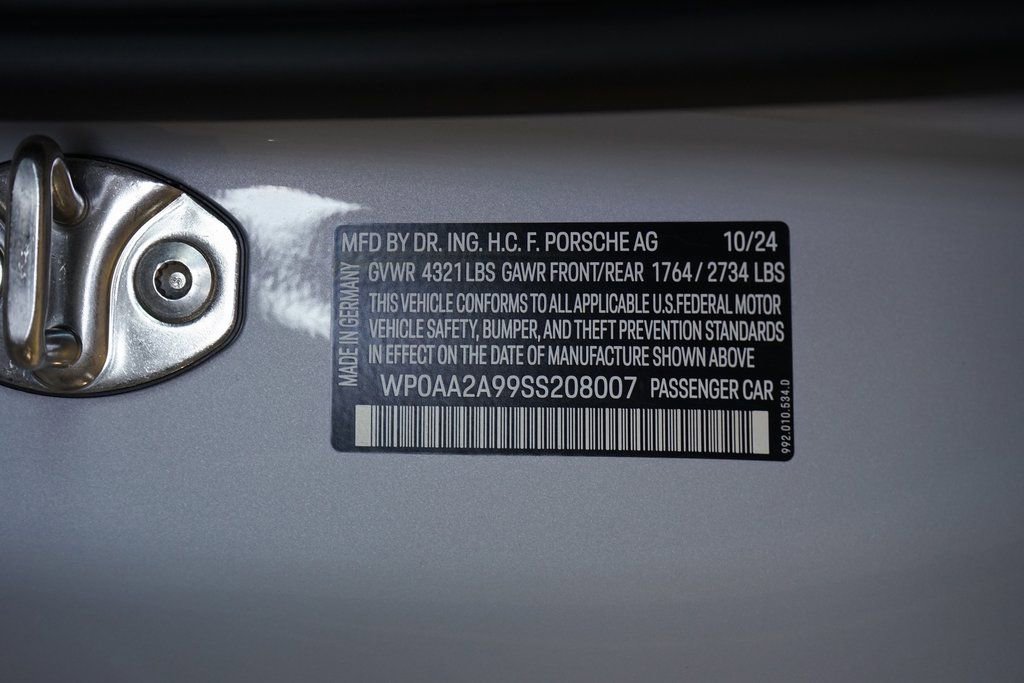 MFD BY DR. ING. H.C. F. PORSCHE AG 10/24
GVWR 4321 LBS GAWR FRONT/REAR 1764 / 2734 LBS
THIS VEHICLE CONFORMS TO ALL APPLICABLE U.S.FEDERAL MOTOR
VEHICLE SAFETY, BUMPER, AND THEFT PREVENTION STANDARDS
IN EFFECT ON THE DATE OF MANUFACTURE SHOWN ABOVE
WP0AA2A99SS208007 PASSENGER CAR
MADE IN GERMANY
992.010.534.D